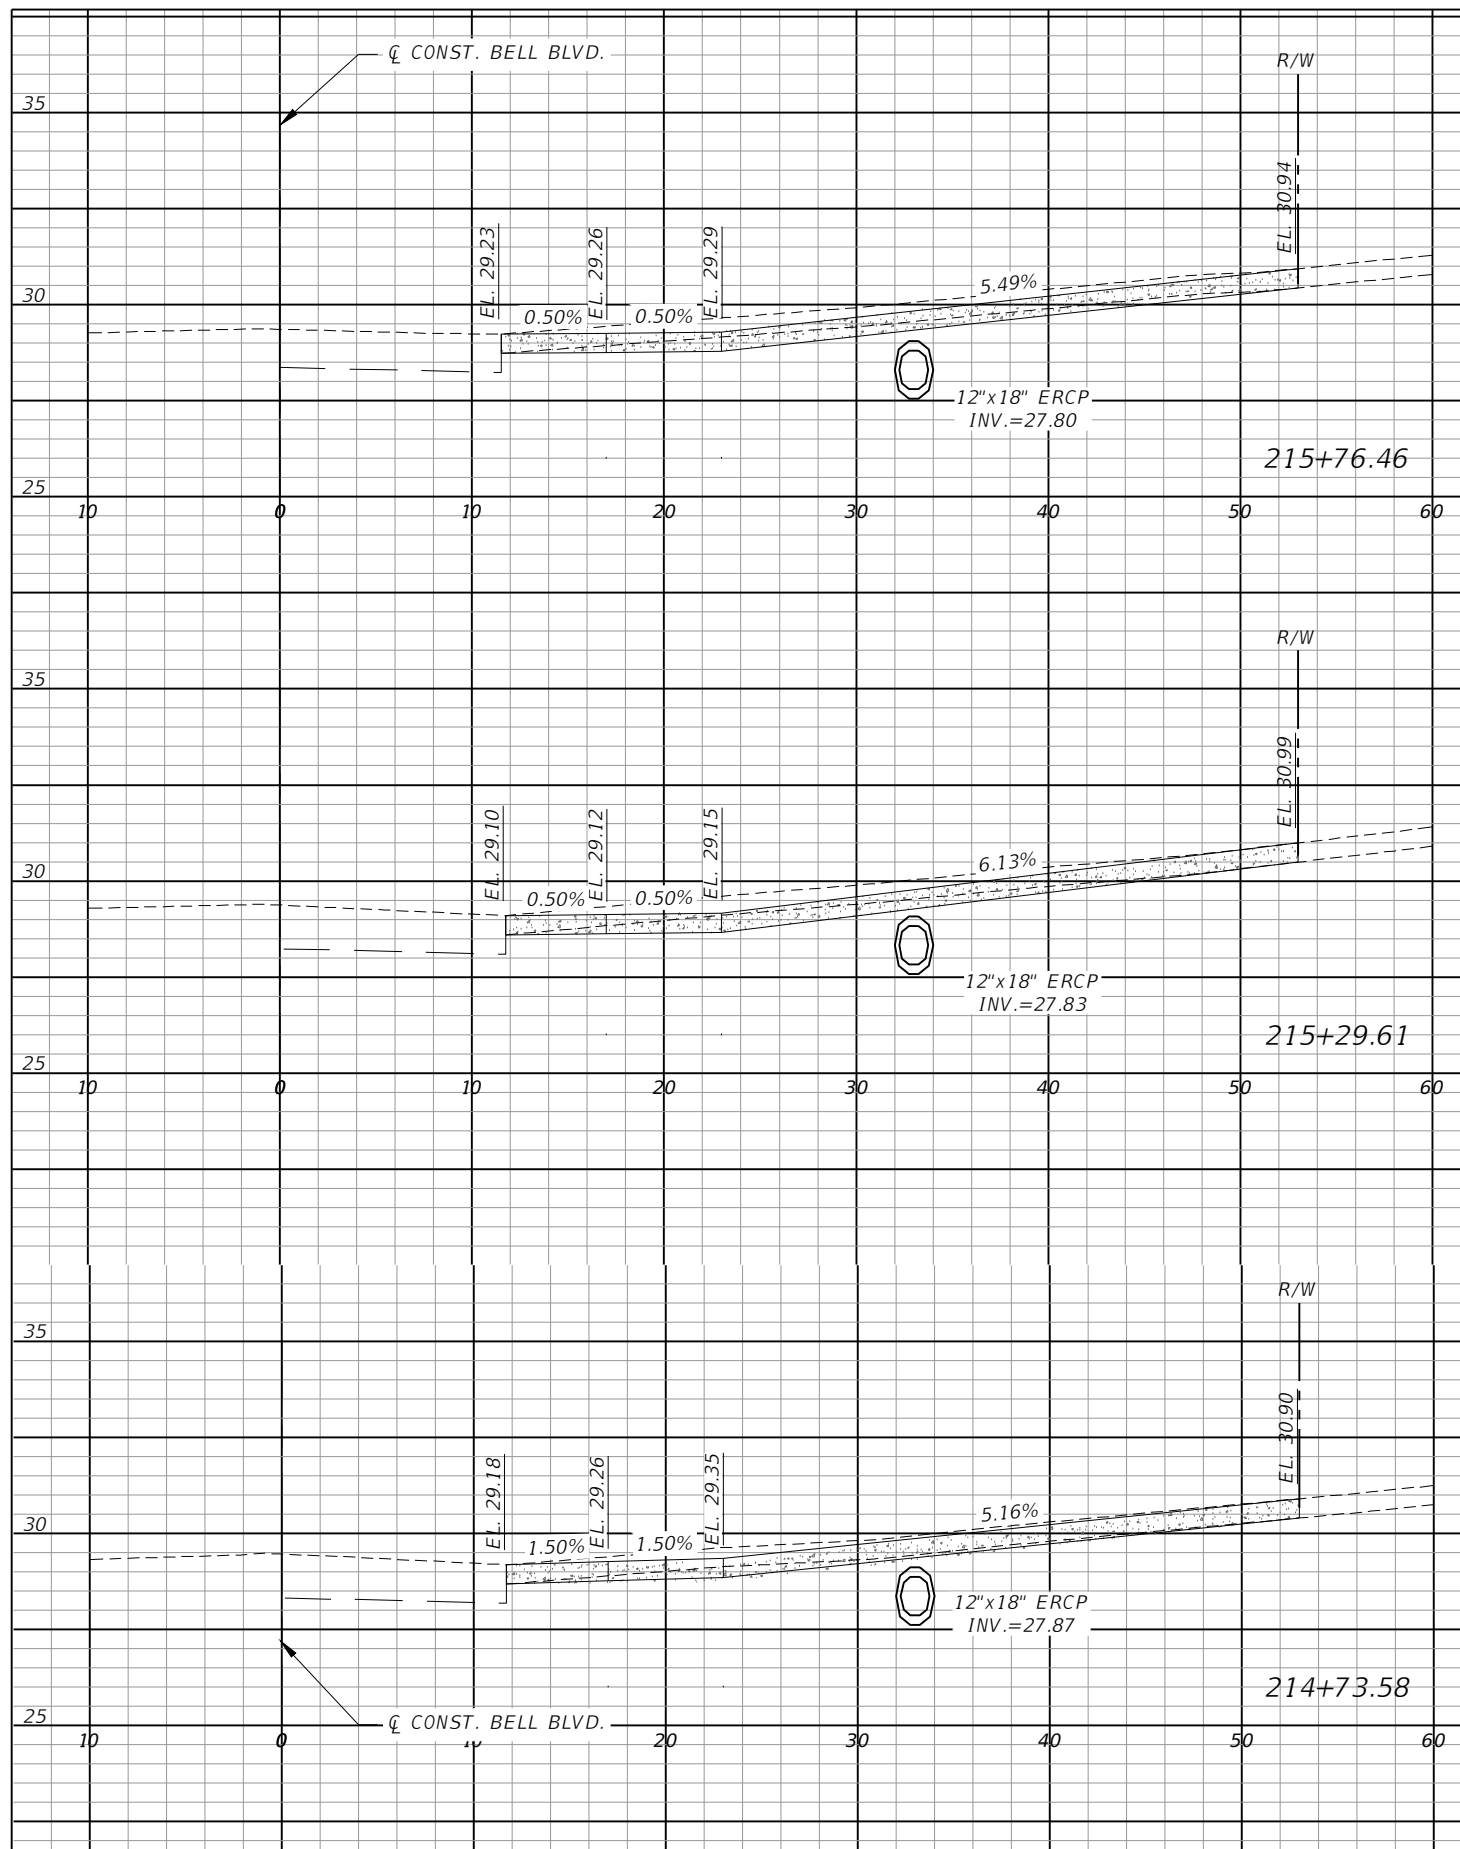 ℄ CONST. BELL BLVD.
R/W
35
EL. 29.23
EL. 29.26
EL. 29.29
EL. 30.94
30
0.50%
0.50%
5.49%
12"x18" ERCP
INV.=27.80
215+76.46
25
10 0 10 20 30 40 50 60
R/W
35
EL. 29.10
EL. 29.12
EL. 29.15
EL. 30.99
30
0.50%
0.50%
6.13%
12"x18" ERCP
INV.=27.83
215+29.61
25
10 0 10 20 30 40 50 60
R/W
35
EL. 29.18
EL. 29.26
EL. 29.35
EL. 30.90
30
1.50%
1.50%
5.16%
12"x18" ERCP
INV.=27.87
214+73.58
25
℄ CONST. BELL BLVD.
10 0 10 20 30 40 50 60